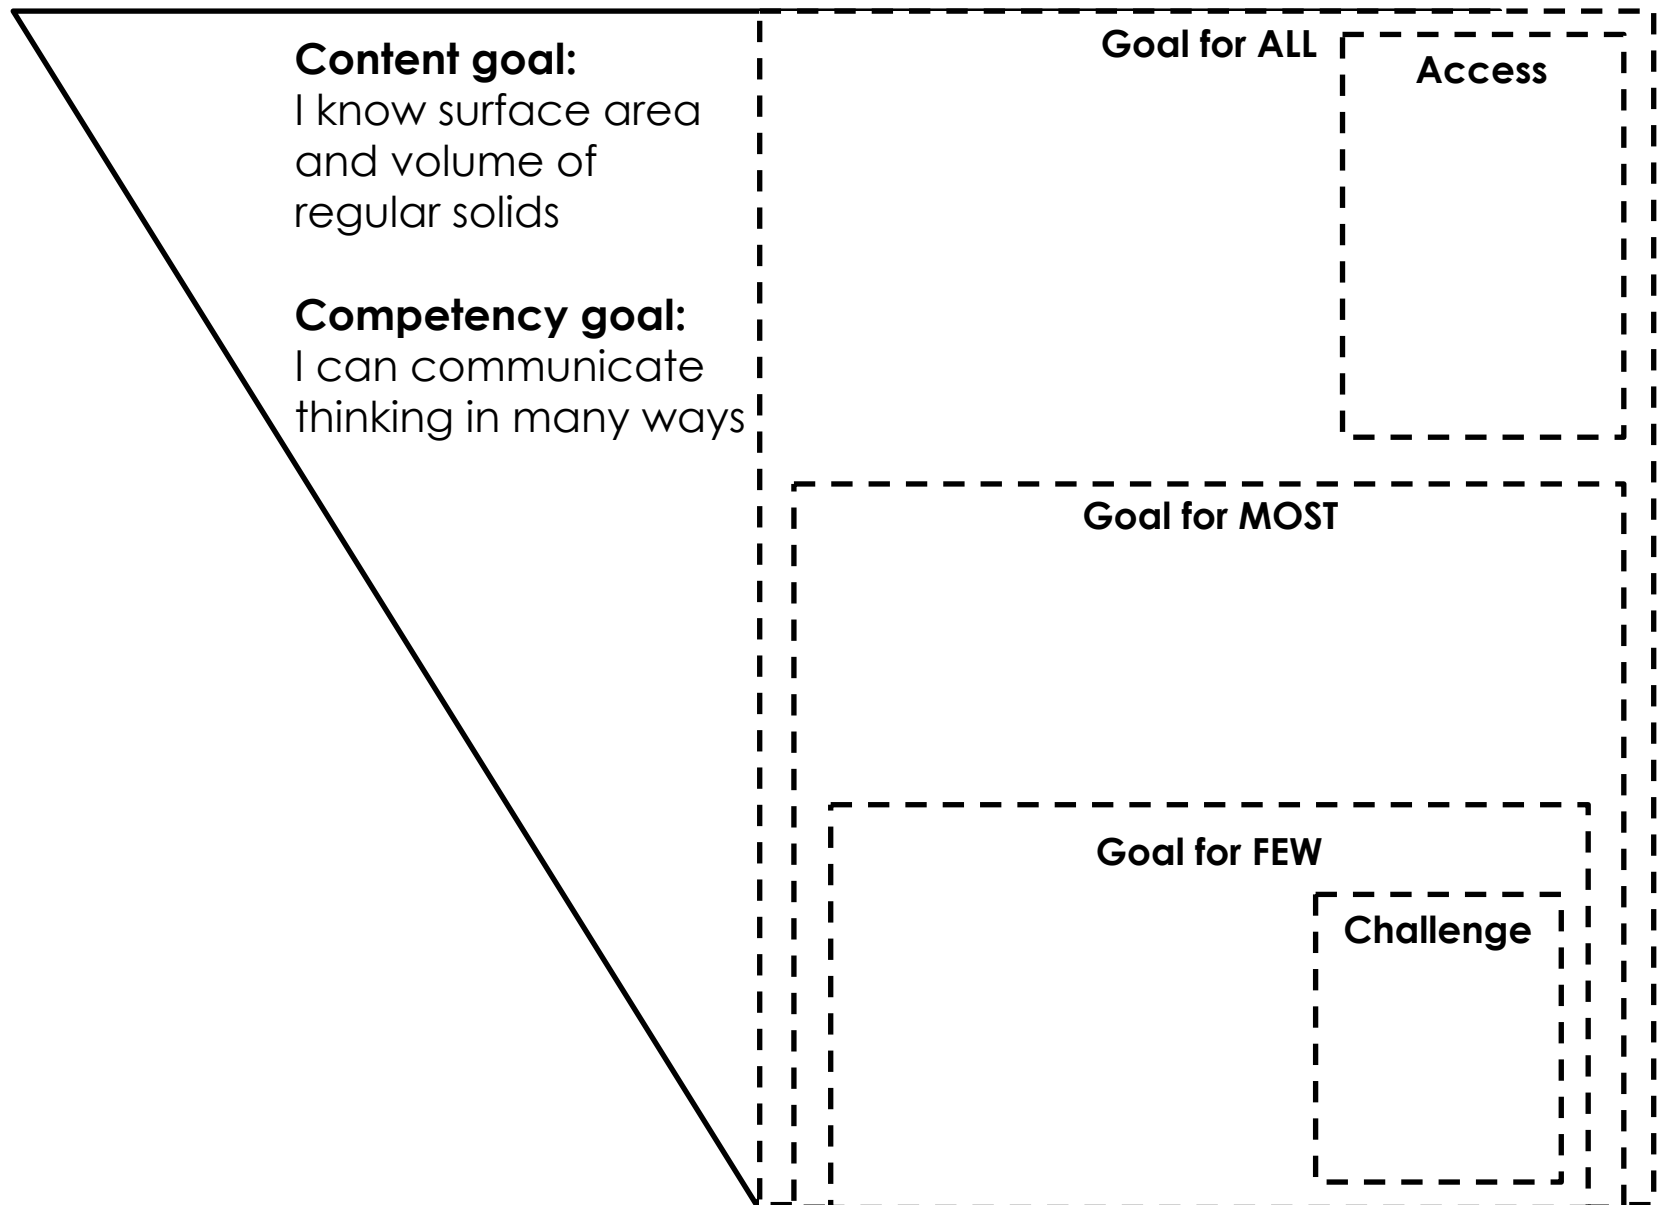 Content goal:
I know surface area
and volume of
regular solids
Competency goal:
I can communicate
thinking in many ways
Goal for ALL
Access
Goal for MOST
Goal for FEW
Challenge